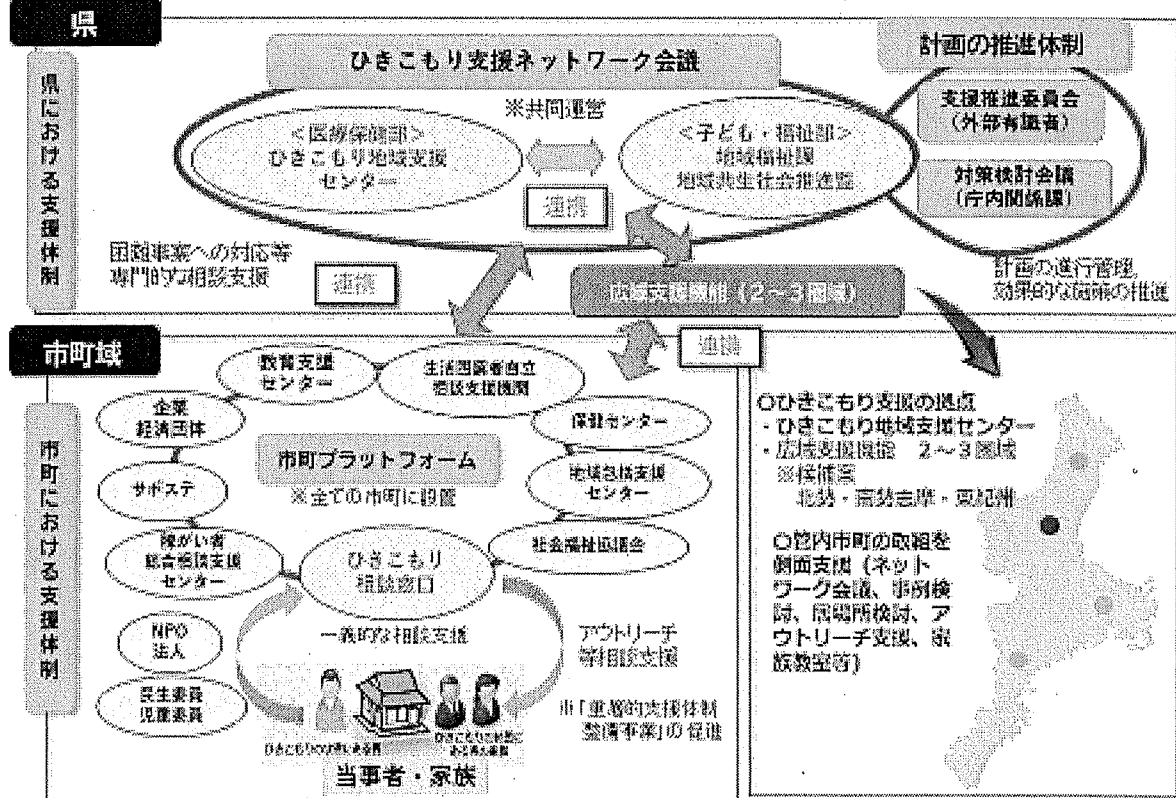 県
県における支援体制
ひきこもり支援ネットワーク会議
※共同運営
<医療保健部>
ひきこもり地域支援
センター
<子ども・福祉部>
地域福祉課
地域共生社会推進監
連携
計画の推進体制
支援推進委員会
(外部有識者)
対策検討会議
(庁内関係課)
計画の進行管理
効果的な施策の推進
困難事案への対応等
専門的な相談支援
連携
広域支援機能(2~3圏域)
連携
市町域
市町における支援体制
教育支援
センター
生活困窮者自立
相談支援機関
企業
経済団体
保健センター
サポステ
市町プラットフォーム
※全ての市町に設置
地域包括支援
センター
障がい者
総合相談支援
センター
ひきこもり
相談窓口
社会福祉協議会
NPO
法人
一義的な相談支援
アウトリーチ
等相談支援
民生委員
児童委員
市「重層的支援体制
整備事業」の促進
当事者・家族
〇ひきこもり支援の拠点
・ひきこもり地域支援センター
・広域支援機能 2~3圏域
※候補
北勢・南勢志摩・東紀州
〇管内市町の取組を
側面支援(ネット
ワーク会議、事例検
討、居場所検討、ア
ウトリーチ支援、家
族教室等)